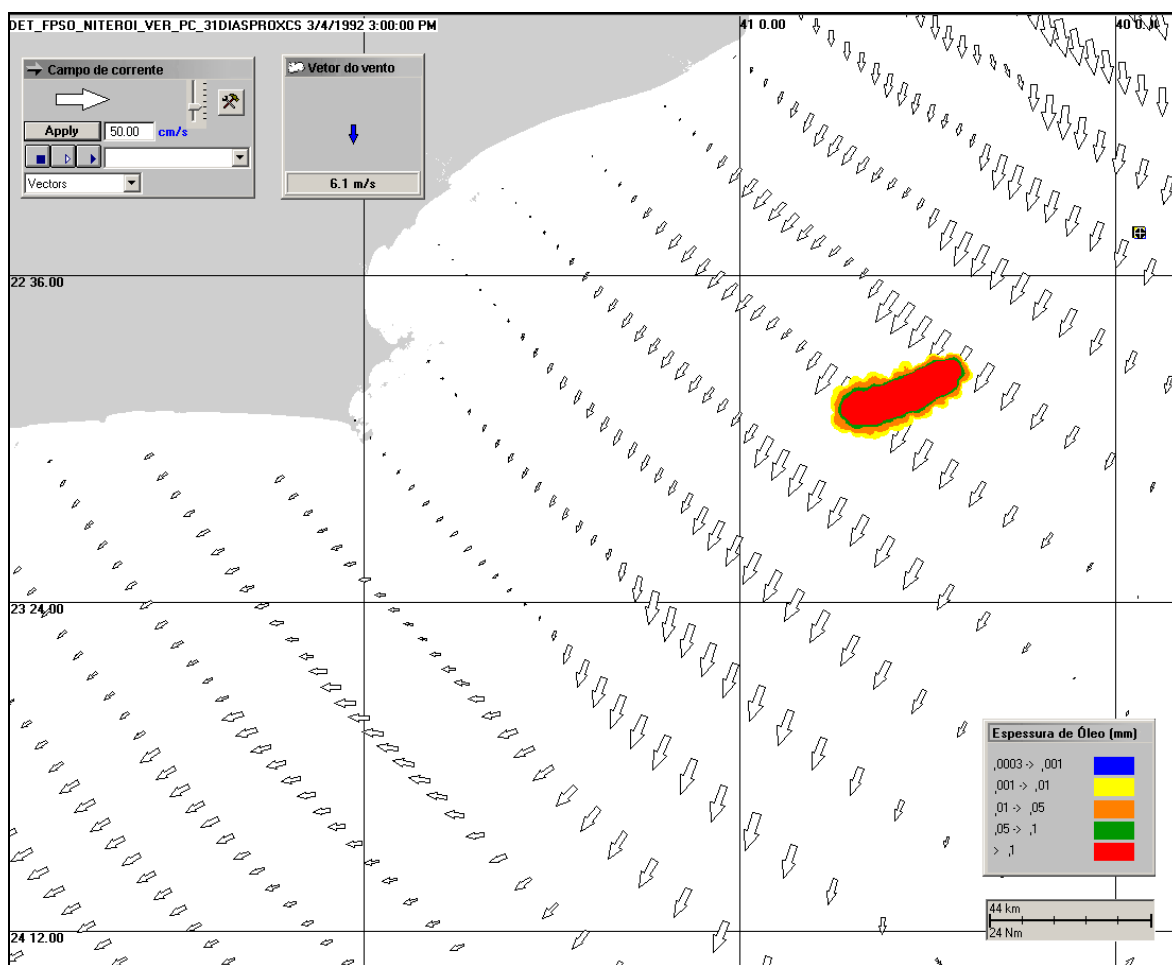 DET_FPSO_NITEROI_VER_PC_31DIASPROXCS 3/4/1992 3:00:00 PM
41 0.00
Campo de corrente
Vetor do vento
Apply
50.00
cm/s
Vectors
6.1 m/s
22 36.00
23 24.00
Espessura de Óleo (mm)
,0003 -> ,001
,001 -> ,01
,01 -> ,05
,05 -> ,1
> ,1
44 km
24 Nm
24 12.00